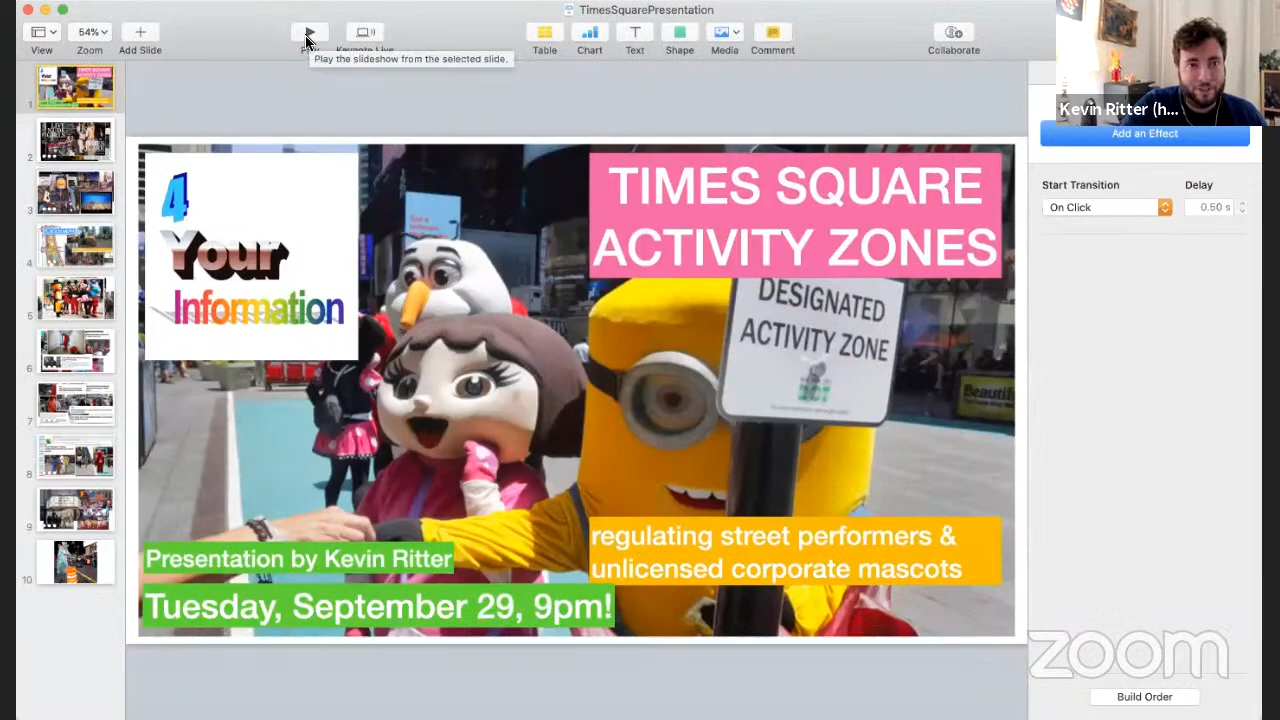 TimesSquarePresentation
54%
View
Zoom
Add Slide
Keynote Live
Table
Chart
Text
Shape
Media
Comment
Collaborate
Play the slideshow from the selected slide.
Kevin Ritter (h...
Add an Effect
Start Transition
Delay
On Click
0.50 s
1
2
3
4
5
6
7
8
9
10
4
Your
Information
TIMES SQUARE
ACTIVITY ZONES
DESIGNATED
ACTIVITY ZONE
regulating street performers &
unlicensed corporate mascots
Presentation by Kevin Ritter
Tuesday, September 29, 9pm!
zoom
Build Order